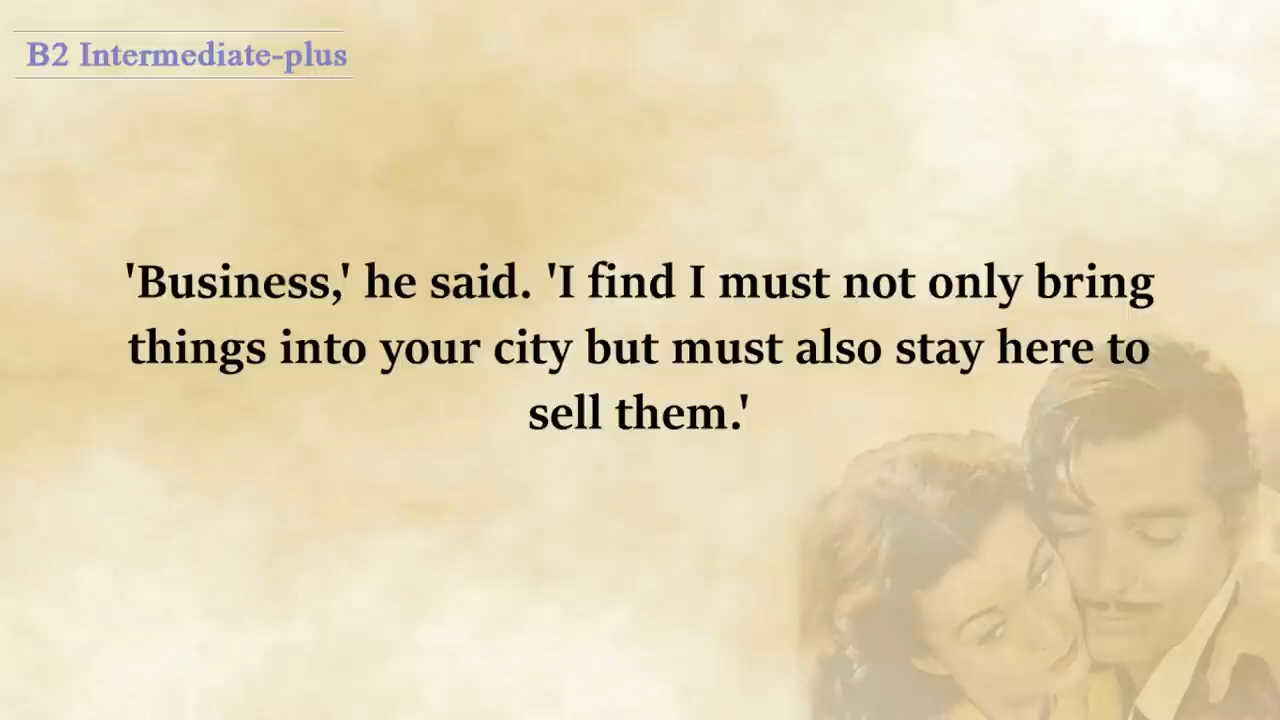 B2 Intermediate-plus
'Business,' he said. 'I find I must not only bring
things into your city but must also stay here to
sell them.'